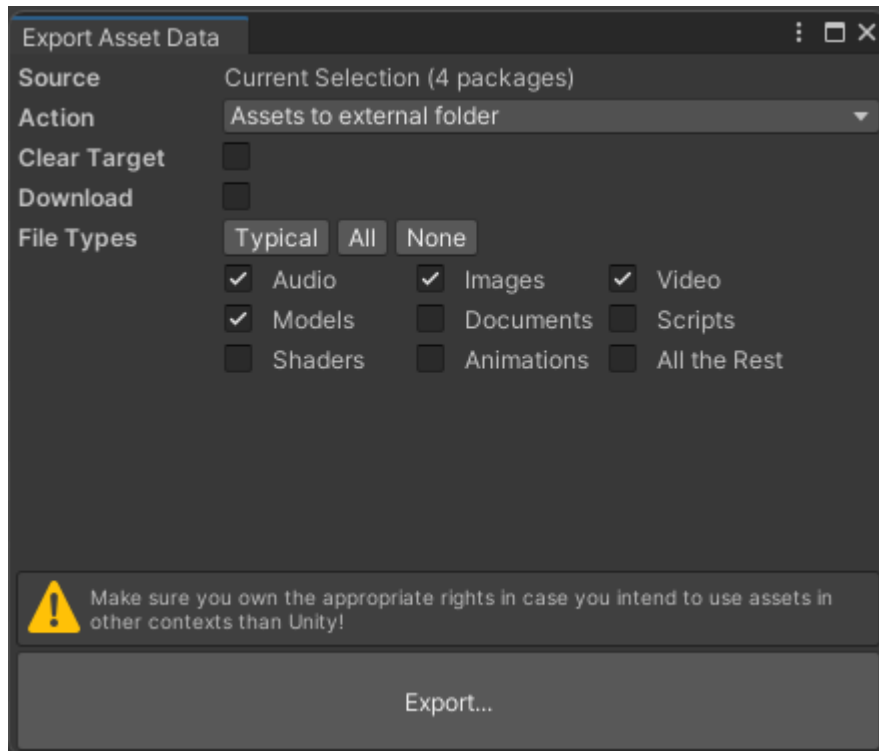 Export Asset Data
Source Current Selection (4 packages)
Action Assets to external folder
Clear Target
Download
File Types Typical All None
Audio Images Video
Models Documents Scripts
Shaders Animations All the Rest
Make sure you own the appropriate rights in case you intend to use assets in
other contexts than Unity!
Export...